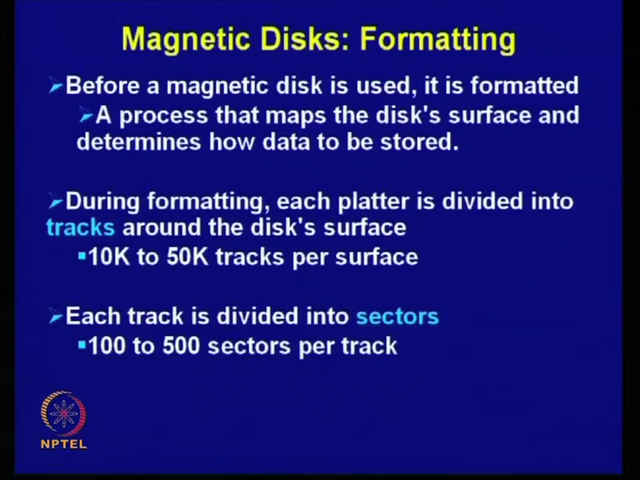 Magnetic Disks: Formatting
➢Before a magnetic disk is used, it is formatted
➢A process that maps the disk's surface and
determines how data to be stored.
➢During formatting, each platter is divided into
tracks around the disk's surface
▪10K to 50K tracks per surface
➢Each track is divided into sectors
▪100 to 500 sectors per track
NPTEL